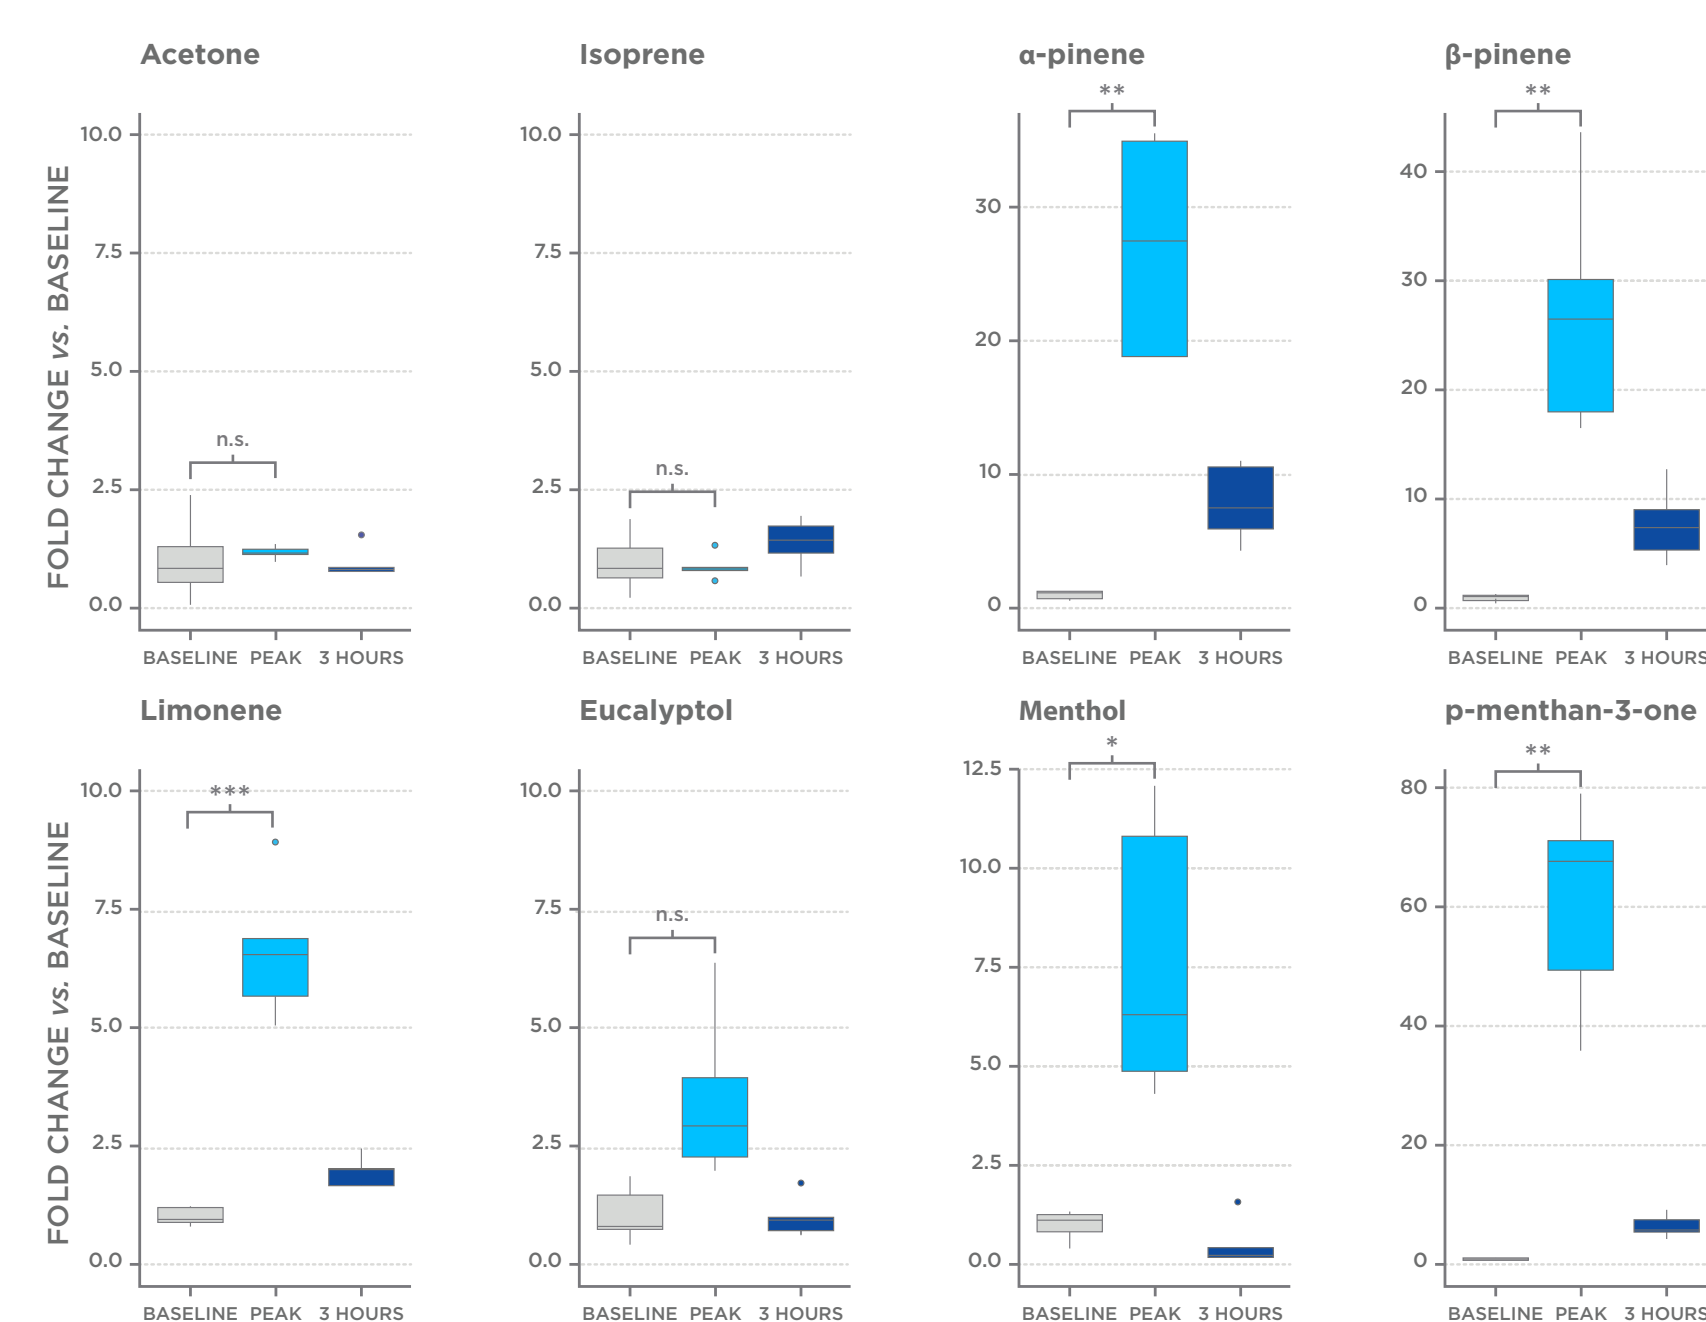 Acetone
Isoprene
α-pinene
β-pinene
FOLD CHANGE vs. BASELINE
10.0
7.5
5.0
2.5
0.0
n.s.
BASELINE PEAK 3 HOURS
10.0
7.5
5.0
2.5
0.0
n.s.
BASELINE PEAK 3 HOURS
**
30
20
10
0
BASELINE PEAK 3 HOURS
**
40
30
20
10
0
BASELINE PEAK 3 HOURS
Limonene
Eucalyptol
Menthol
p-menthan-3-one
FOLD CHANGE vs. BASELINE
10.0
7.5
5.0
2.5
0.0
***
BASELINE PEAK 3 HOURS
10.0
7.5
5.0
2.5
0.0
n.s.
BASELINE PEAK 3 HOURS
*
12.5
10.0
7.5
5.0
2.5
0.0
BASELINE PEAK 3 HOURS
**
80
60
40
20
0
BASELINE PEAK 3 HOURS